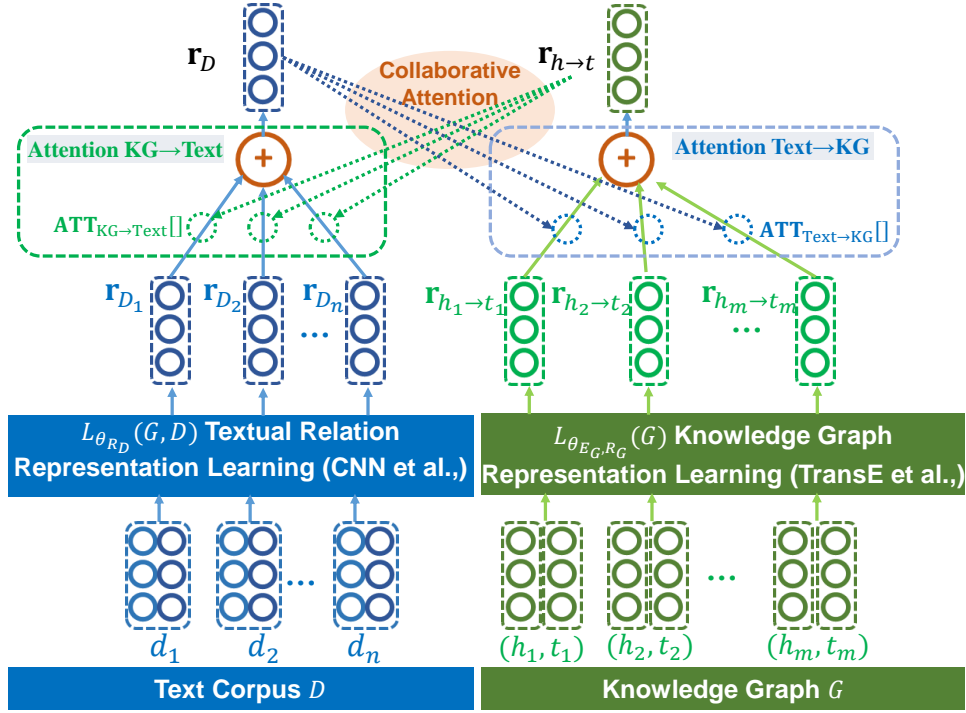 r_D
Collaborative
Attention
r_{h→t}
Attention KG→Text
+
+
Attention Text→KG
ATT_{KG→Text}[]
ATT_{Text→KG}[]
r_{D_1} r_{D_2} r_{D_n}
...
r_{h_1→t_1} r_{h_2→t_2} r_{h_m→t_m}
...
L_{θ_{R_D}}(G, D) Textual Relation
Representation Learning (CNN et al.,)
L_{θ_{E_G,R_G}}(G) Knowledge Graph
Representation Learning (TransE et al.,)
...
...
d_1 d_2 d_n
(h_1, t_1) (h_2, t_2) (h_m, t_m)
Text Corpus D
Knowledge Graph G